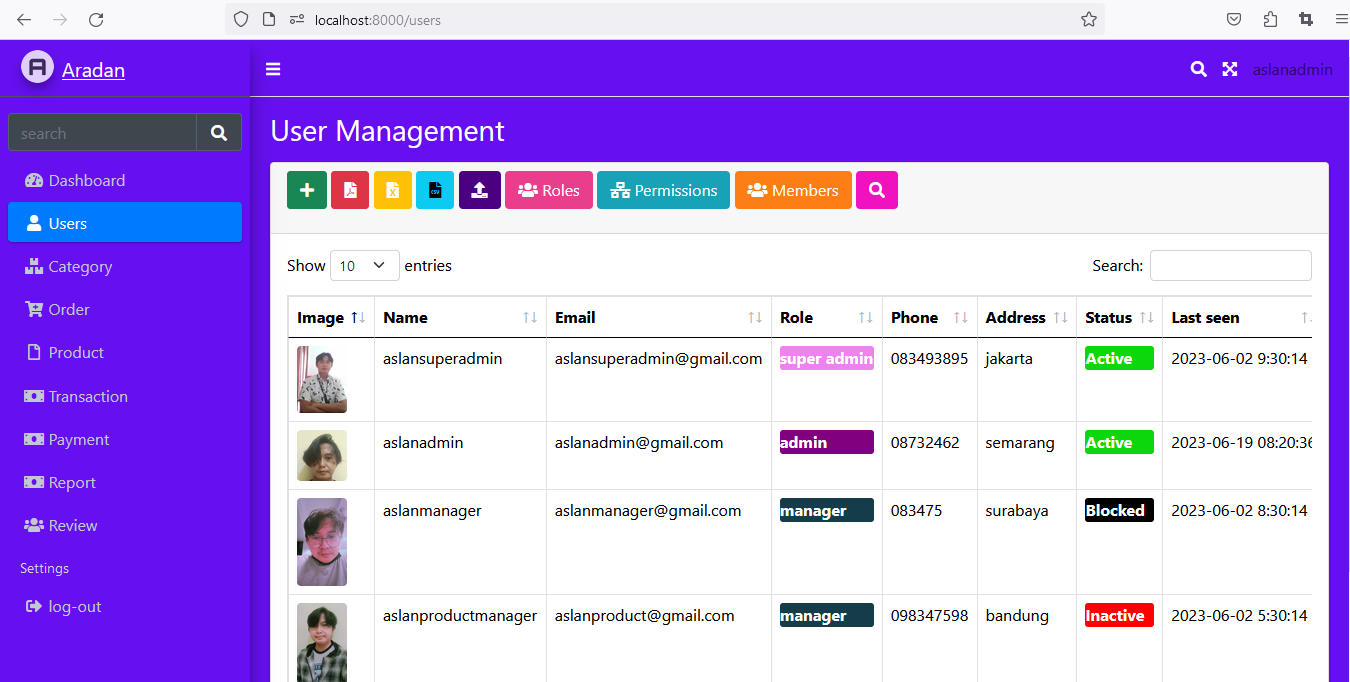 localhost:8000/users
A Aradan
aslanadmin
search
Dashboard
Users
Category
Order
Product
Transaction
Payment
Report
Review
Settings
log-out
User Management
CSV Roles Permissions Members
Show 10 entries
Search:
Image Name Email Role Phone Address Status Last seen
aslansuperadmin aslansuperadmin@gmail.com super admin 083493895 jakarta Active 2023-06-02 9:30:14
aslanadmin aslanadmin@gmail.com admin 08732462 semarang Active 2023-06-19 08:20:36
aslanmanager aslanmanager@gmail.com manager 083475 surabaya Blocked 2023-06-02 8:30:14
aslanproductmanager aslanproduct@gmail.com manager 098347598 bandung Inactive 2023-06-02 5:30:14